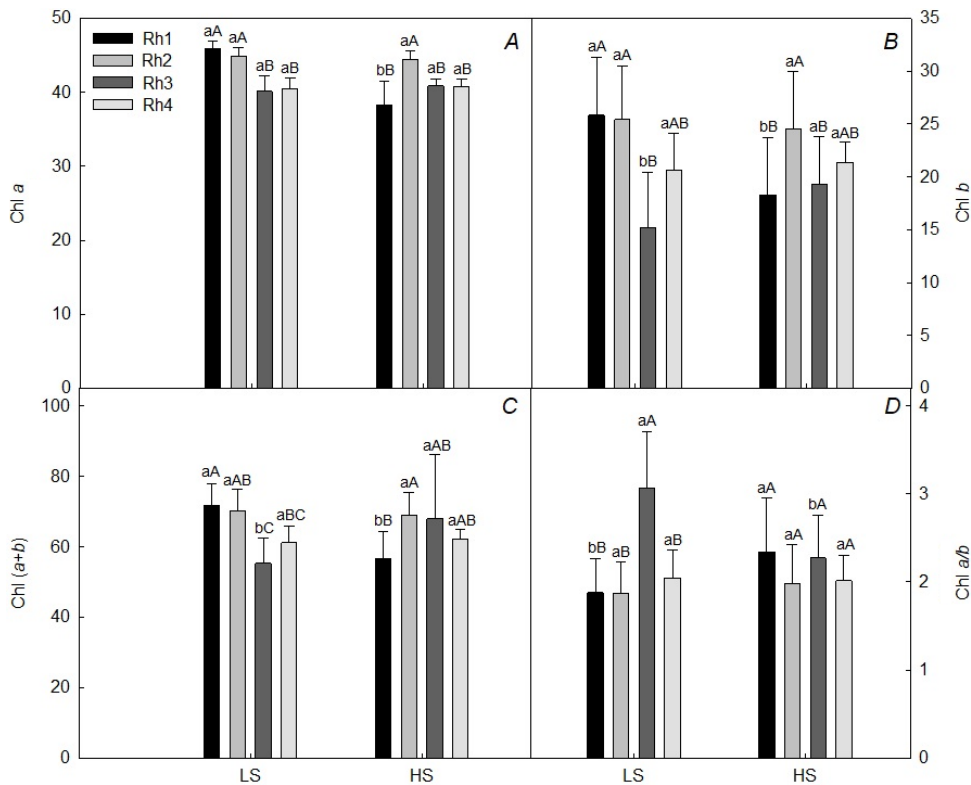 50
40
30
20
10
0
Chl a
Rh1
Rh2
Rh3
Rh4
aA
aA
aB
aB
bB
aA
aB
aB
A
aA
aA
bB
aAB
bB
aA
aB
aAB
B
35
30
25
20
15
10
5
0
Chl b
100
80
60
40
20
0
Chl (a+b)
aA
aAB
bC
aBC
bB
aA
aAB
aAB
C
LS
HS
bB
aB
aA
aB
aA
aA
bA
aA
D
LS
HS
4
3
2
1
0
Chl a/b